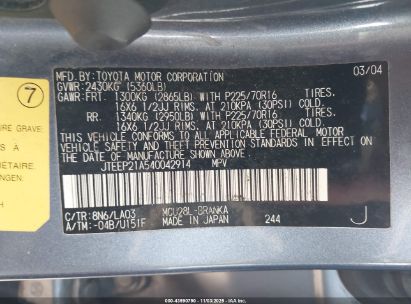 MFD.BY:TOYOTA MOTOR CORPORATION 03/04
GVWR:2430KG (5360LB)
GAWR:FRT. 1300KG (2865LB) WITH P225/70R16 TIRES.
16X6 1/2JJ RIMS, AT 210KPA (30PSI) COLD.
RR. 1340KG (2950LB) WITH P225/70R16 TIRES.
16X6 1/2JJ RIMS, AT 210KPA (30PSI) COLD.
THIS VEHICLE CONFORMS TO ALL APPLICABLE FEDERAL MOTOR
VEHICLE SAFETY AND THEFT PREVENTION STANDARDS IN EFFECT
ON THE DATE OF MANUFACTURE SHOWN ABOVE.
JTEEP21A540042914 MPV
C/TR:8N6/LA03 MCU28L-BRANKA
A/TM:-04B/U151F MADE IN JAPAN 244 J
7
IRE GRAVE
ÉTAIRE